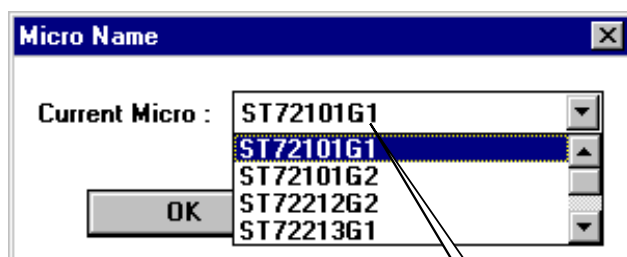 Micro Name
Current Micro : ST72101G1
ST72101G1
ST72101G2
ST72212G2
OK
ST72213G1